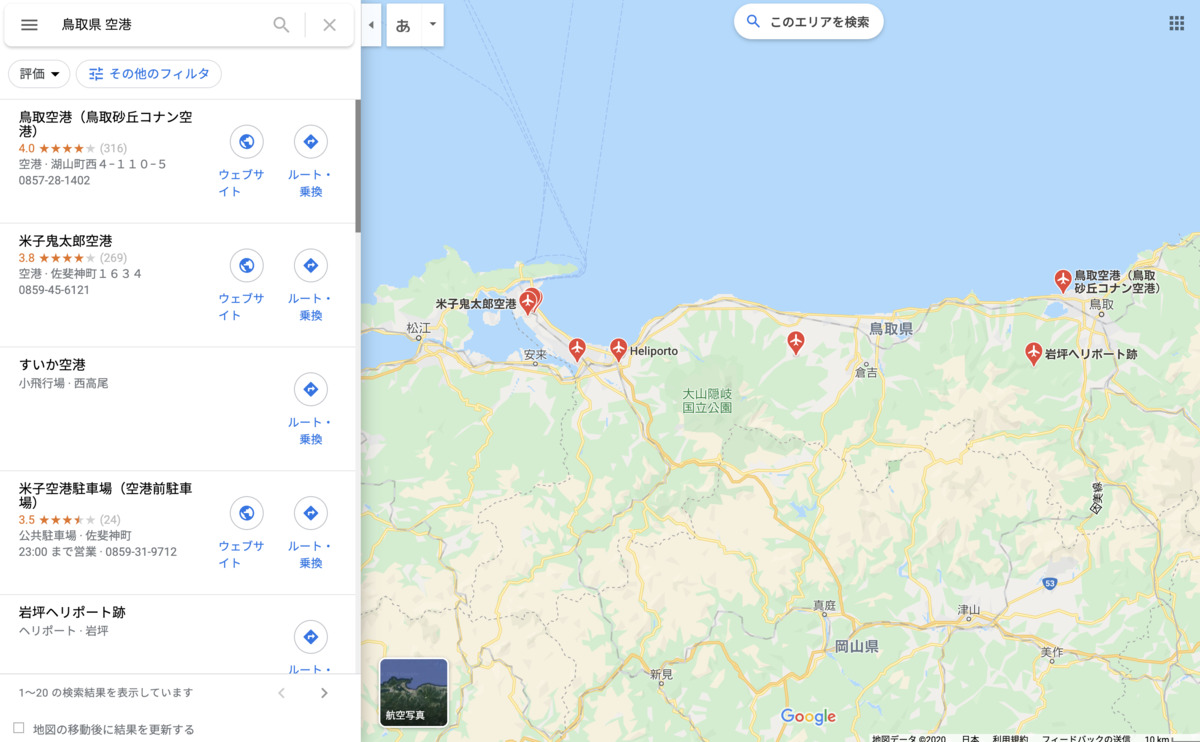 鳥取県 空港
評価
その他のフィルタ
鳥取空港（鳥取砂丘コナン空
港）
4.0 (316)
空港 · 湖山町西４−１１０−５
0857-28-1402
ウェブサ
イト
ルート・
乗換
米子鬼太郎空港
3.8 (269)
空港 · 佐斐神町１６３４
0859-45-6121
ウェブサ
イト
ルート・
乗換
すいか空港
小飛行場 · 西高尾
ルート・
乗換
米子空港駐車場（空港前駐車
場）
3.5 (24)
公共駐車場 · 佐斐神町
23:00 まで営業 · 0859-31-9712
ウェブサ
イト
ルート・
乗換
岩坪ヘリポート跡
ヘリポート · 岩坪
ルート・
1～20 の検索結果を表示しています
地図の移動後に結果を更新する
あ
このエリアを検索
米子鬼太郎空港
松江
安来
Heliporto
大山隠岐
国立公園
倉吉
鳥取県
鳥取空港（鳥取
砂丘コナン空港）
鳥取
岩坪ヘリポート跡
因美線
53
真庭
津山
岡山県
美作
新見
航空写真
Google
地図データ ©2020 日本 利用規約 フィードバックの送信 10 km